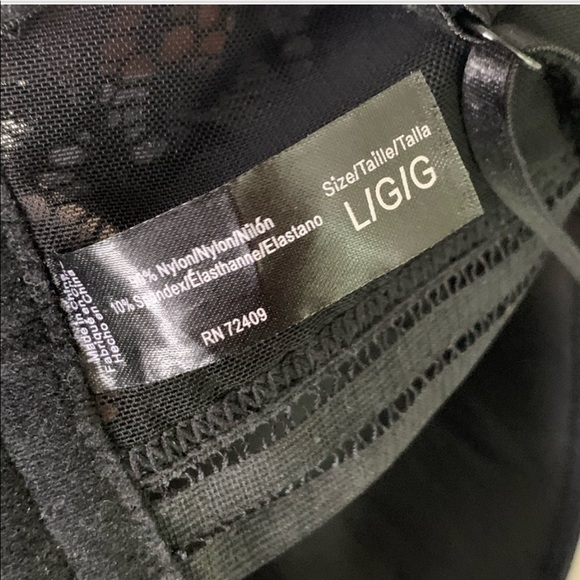 Size/Taille/Talla
L/G/G
% Nylon/Nylon/Nilón
10% Spandex/Élasthanne/Elastano
RN 72409
Made in China
Fabriqué en Chine
Hecho en China